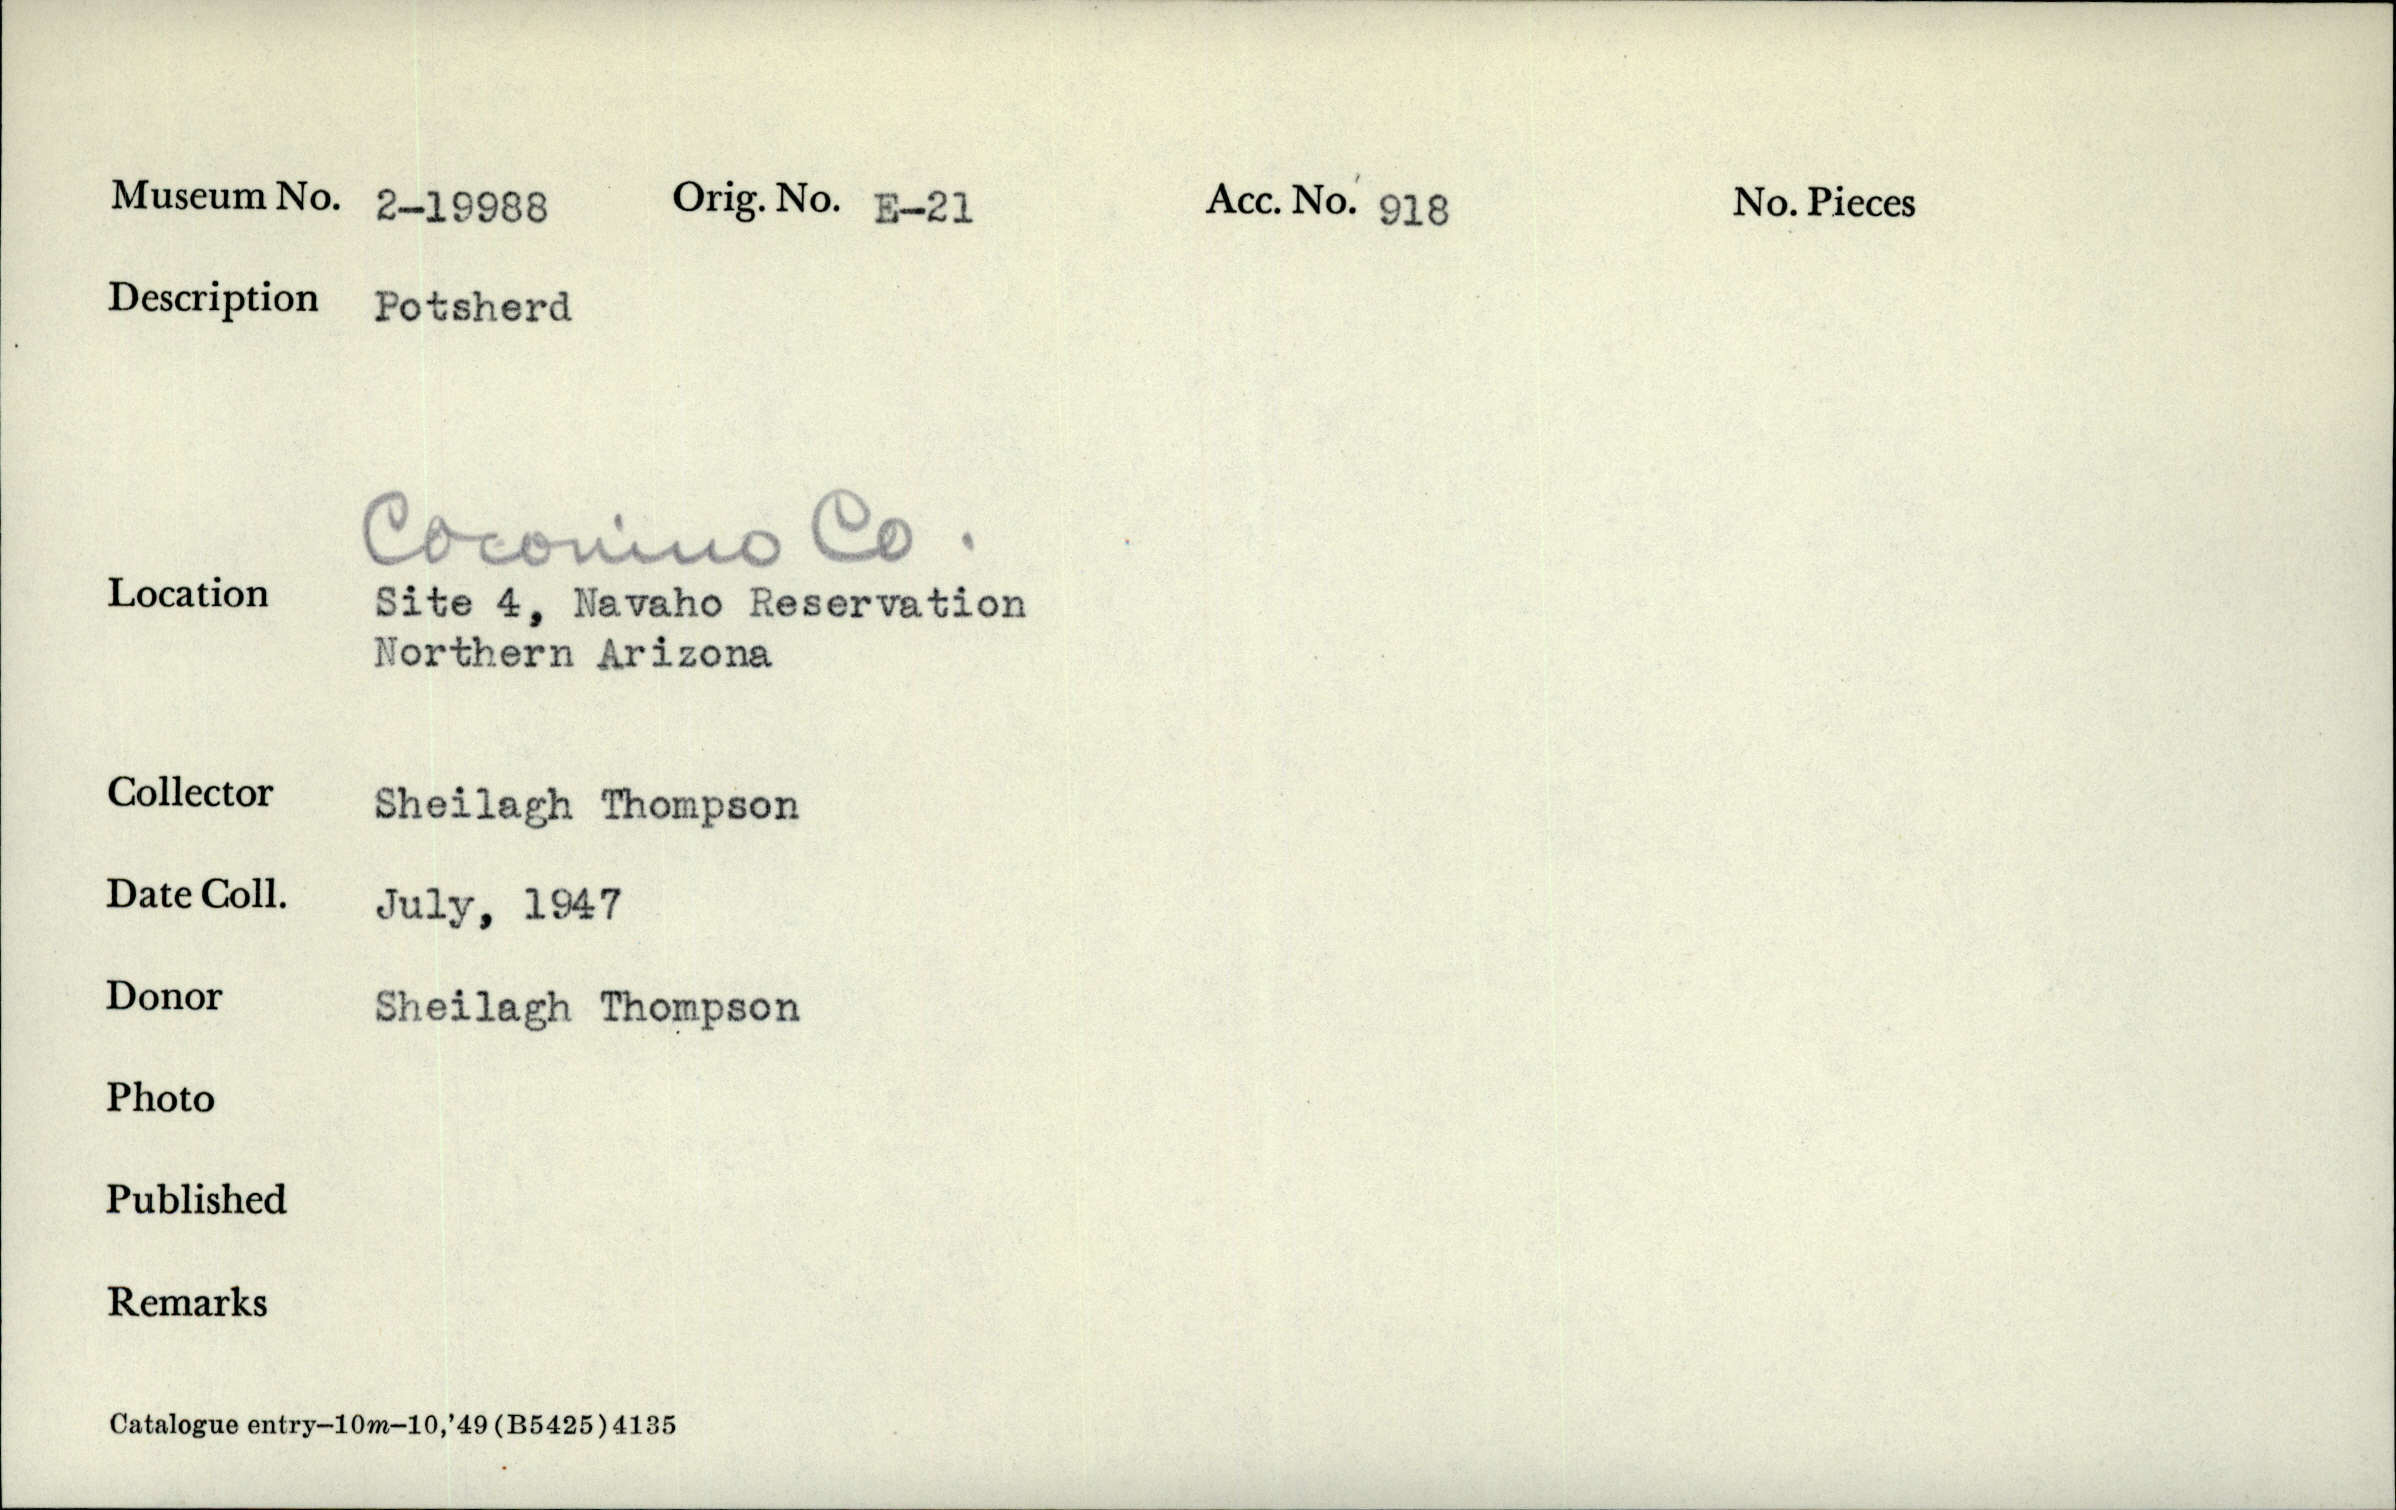 Museum No. 2-19988 Orig. No. E-21 Acc. No. 918 No. Pieces
Description Potsherd
Coconino Co.
Location Site 4, Navaho Reservation
Northern Arizona
Collector Sheilagh Thompson
Date Coll. July, 1947
Donor Sheilagh Thompson
Photo
Published
Remarks
Catalogue entry—10m—10,'49 (B5425) 4135